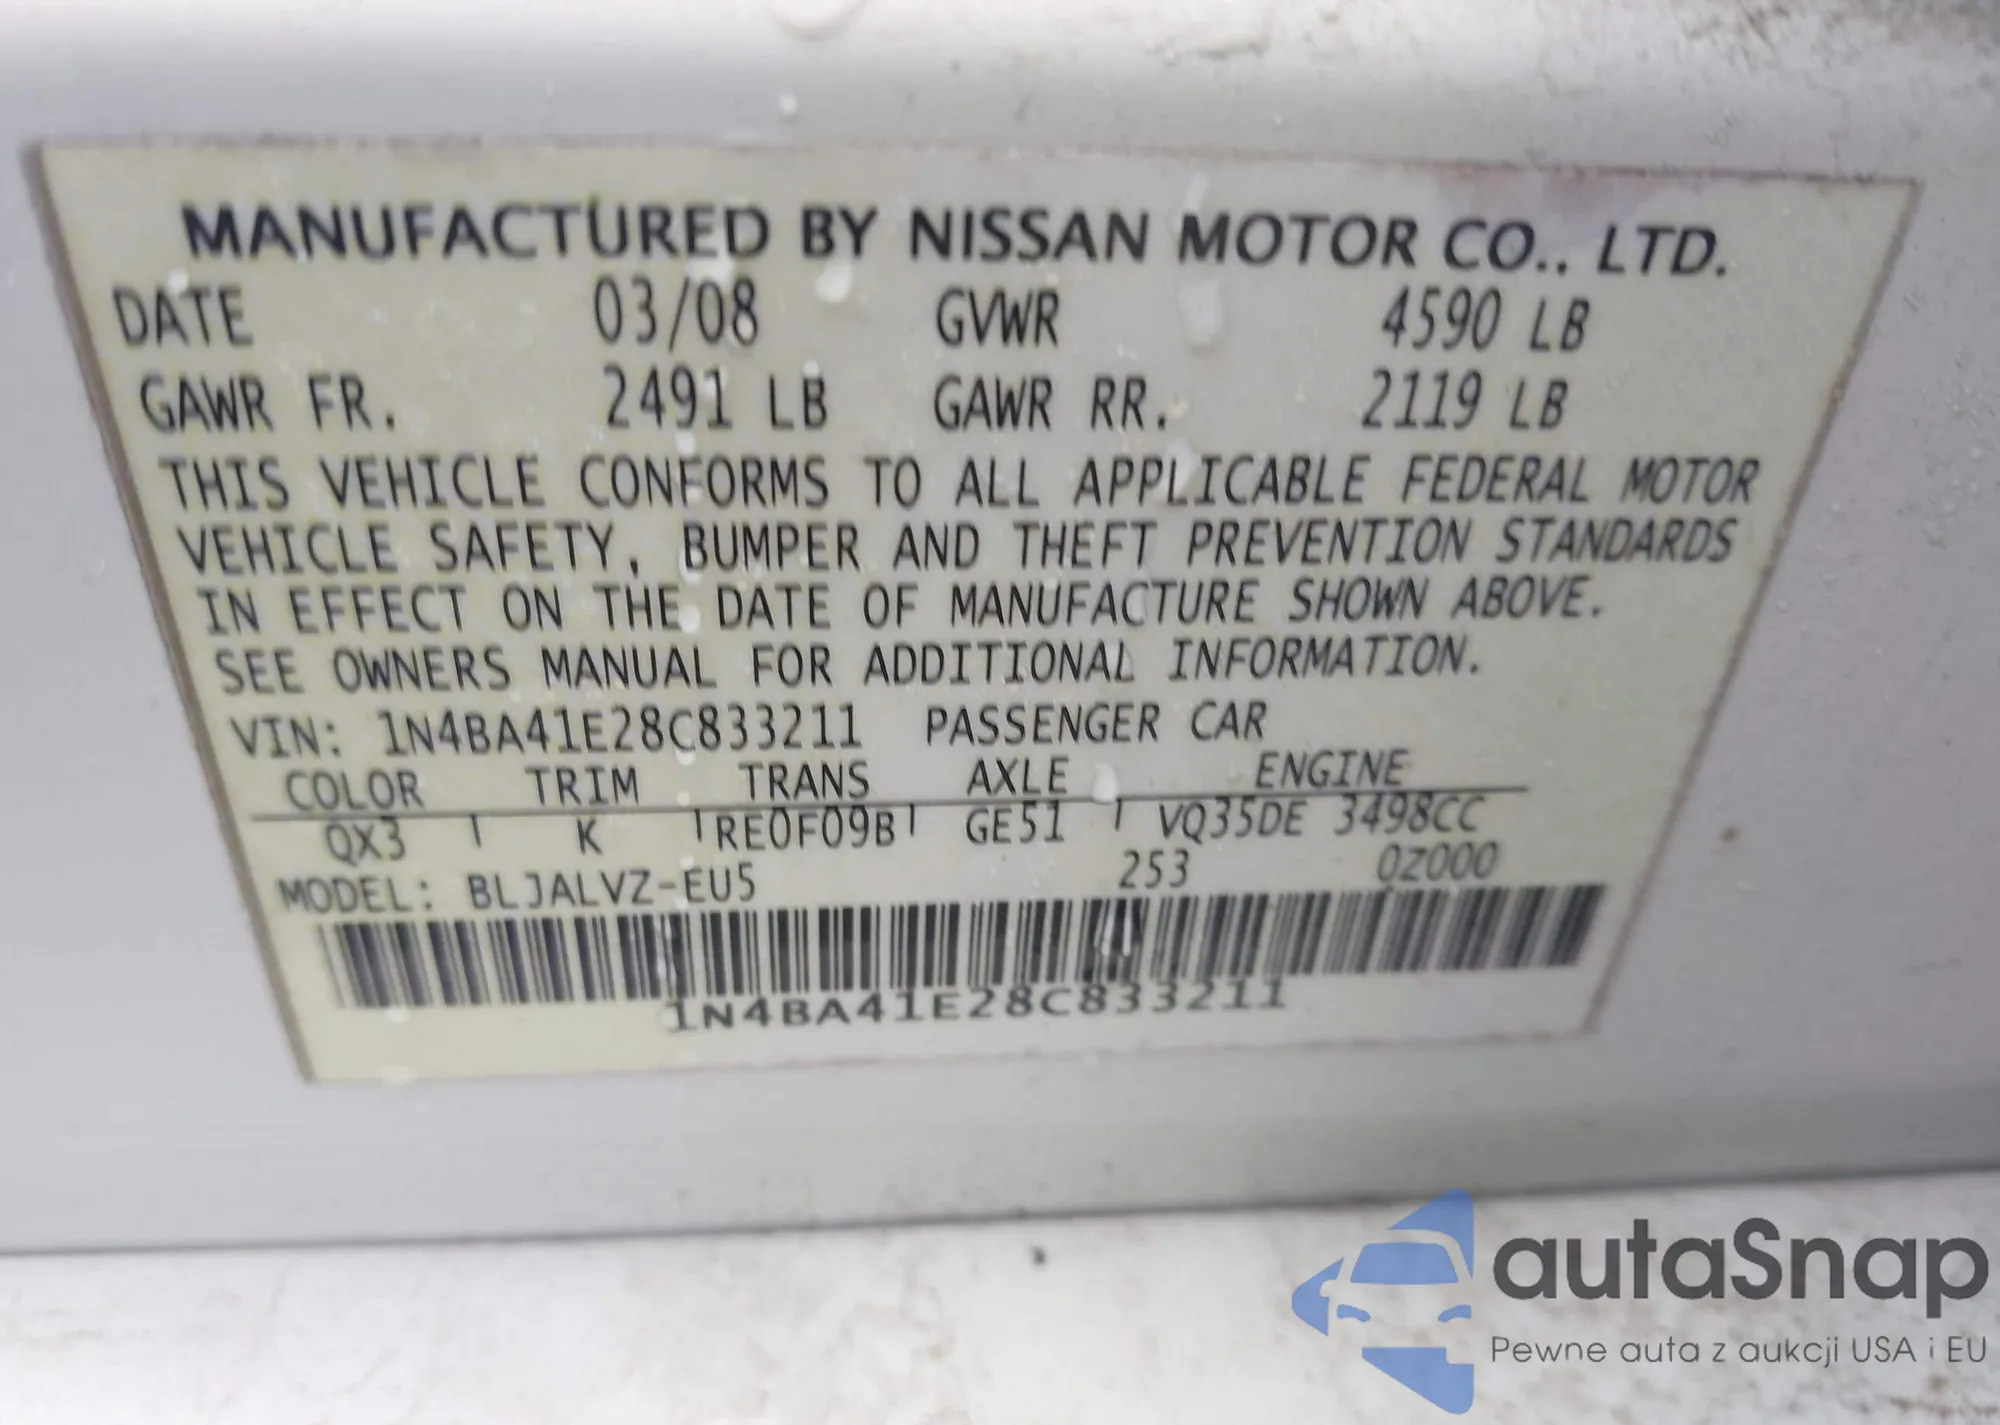 MANUFACTURED BY NISSAN MOTOR CO., LTD.
DATE 03/08 GVWR 4590 LB
GAWR FR. 2491 LB GAWR RR. 2119 LB
THIS VEHICLE CONFORMS TO ALL APPLICABLE FEDERAL MOTOR
VEHICLE SAFETY, BUMPER AND THEFT PREVENTION STANDARDS
IN EFFECT ON THE DATE OF MANUFACTURE SHOWN ABOVE.
SEE OWNERS MANUAL FOR ADDITIONAL INFORMATION.
VIN: 1N4BA41E28C833211 PASSENGER CAR
COLOR TRIM TRANS AXLE ENGINE
QX3 K RE0F09B GE51 VQ35DE 3498CC
MODEL: BLJALVZ-EU5 253 0Z000
1N4BA41E28C833211
autaSnap
Pewne auta z aukcji USA i EU